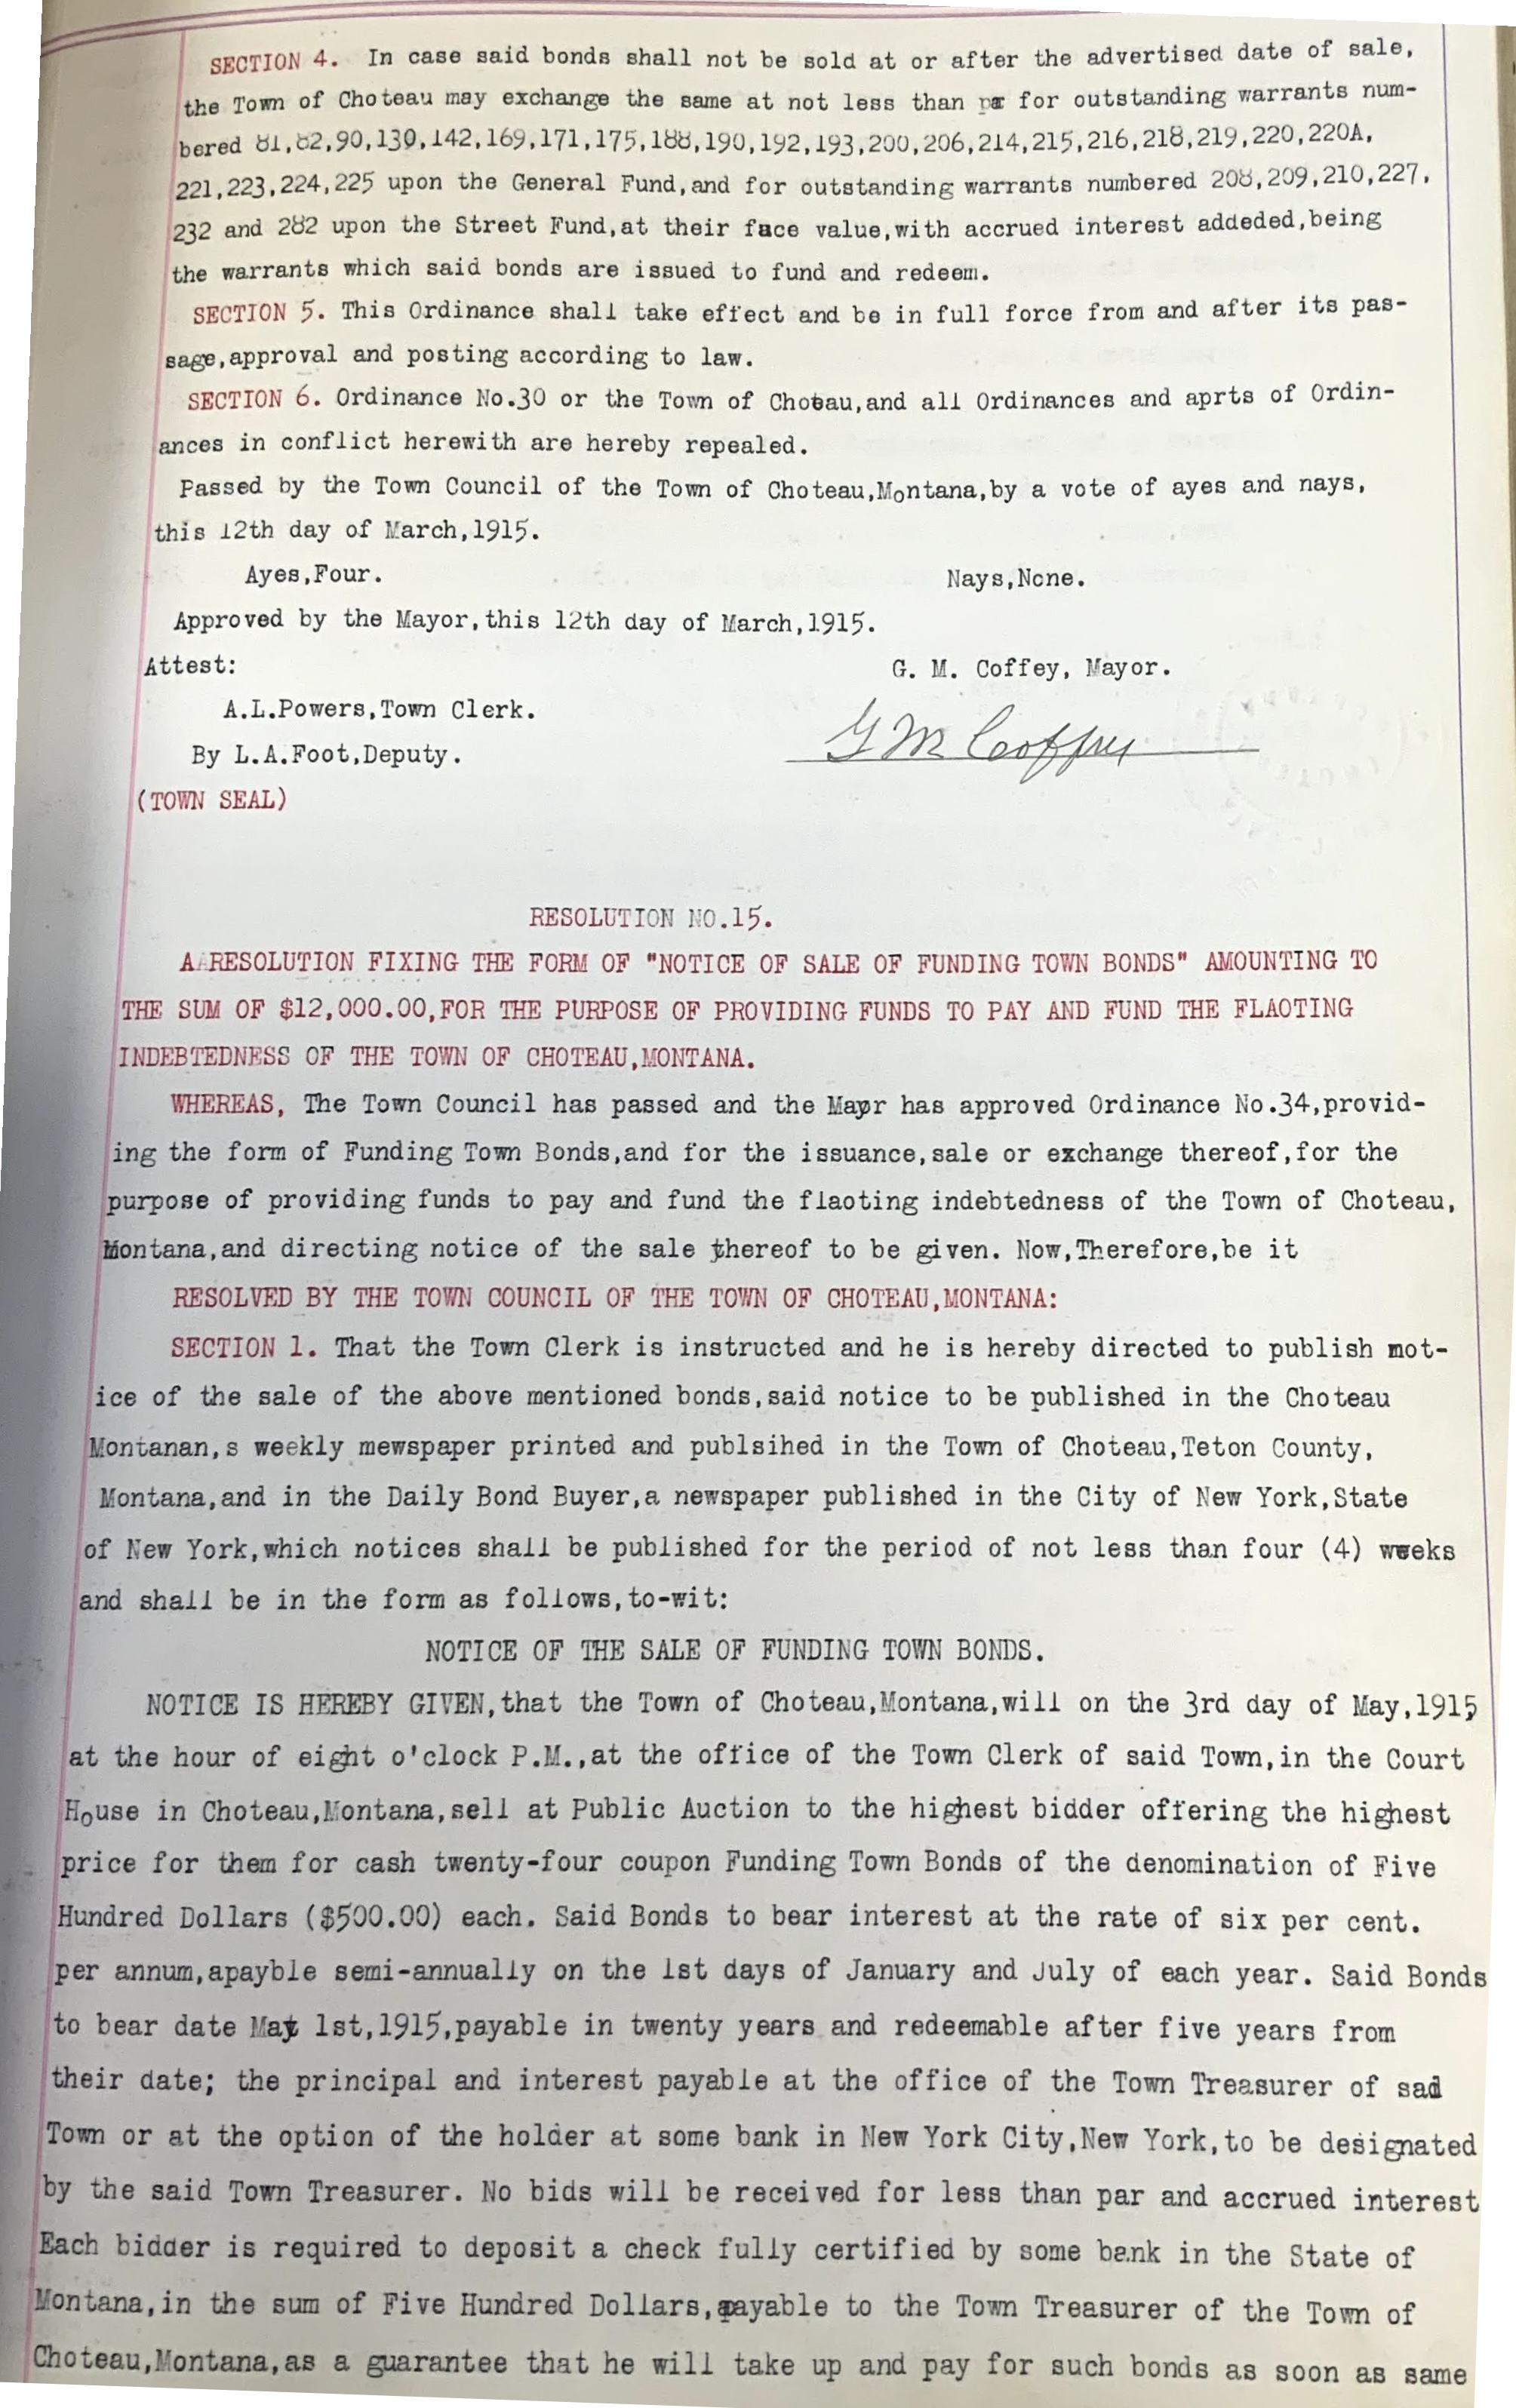 SECTION 4. In case said bonds shall not be sold at or after the advertised date of sale,
the Town of Choteau may exchange the same at not less than par for outstanding warrants num-
bered 81,82,90,130,142,169,171,175,188,190,192,193,200,206,214,215,216,218,219,220,220A,
221,223,224,225 upon the General Fund,and for outstanding warrants numbered 208,209,210,227,
232 and 282 upon the Street Fund,at their face value,with accrued interest addeded,being
the warrants which said bonds are issued to fund and redeem.
SECTION 5. This Ordinance shall take effect and be in full force from and after its pas-
sage,approval and posting according to law.
SECTION 6. Ordinance No.30 or the Town of Choteau,and all Ordinances and aprts of Ordin-
ances in conflict herewith are hereby repealed.
Passed by the Town Council of the Town of Choteau,Montana,by a vote of ayes and nays,
this 12th day of March,1915.
Ayes,Four. Nays,None.
Approved by the Mayor,this 12th day of March,1915.
Attest: G. M. Coffey, Mayor.
A.L.Powers,Town Clerk.
G M Coffey
By L.A.Foot,Deputy.
(TOWN SEAL)
RESOLUTION NO.15.
A RESOLUTION FIXING THE FORM OF "NOTICE OF SALE OF FUNDING TOWN BONDS" AMOUNTING TO
THE SUM OF $12,000.00,FOR THE PURPOSE OF PROVIDING FUNDS TO PAY AND FUND THE FLAOTING
INDEBTEDNESS OF THE TOWN OF CHOTEAU,MONTANA.
WHEREAS, The Town Council has passed and the Mayor has approved Ordinance No.34,provid-
ing the form of Funding Town Bonds,and for the issuance,sale or exchange thereof,for the
purpose of providing funds to pay and fund the flaoting indebtedness of the Town of Choteau,
Montana,and directing notice of the sale thereof to be given. Now,Therefore,be it
RESOLVED BY THE TOWN COUNCIL OF THE TOWN OF CHOTEAU,MONTANA:
SECTION 1. That the Town Clerk is instructed and he is hereby directed to publish not-
ice of the sale of the above mentioned bonds,said notice to be published in the Choteau
Montanan,s weekly mewspaper printed and publsihed in the Town of Choteau,Teton County,
Montana,and in the Daily Bond Buyer,a newspaper published in the City of New York,State
of New York,which notices shall be published for the period of not less than four (4) weeks
and shall be in the form as follows,to-wit:
NOTICE OF THE SALE OF FUNDING TOWN BONDS.
NOTICE IS HEREBY GIVEN,that the Town of Choteau,Montana,will on the 3rd day of May,1915
at the hour of eight o'clock P.M.,at the office of the Town Clerk of said Town,in the Court
House in Choteau,Montana,sell at Public Auction to the highest bidder offering the highest
price for them for cash twenty-four coupon Funding Town Bonds of the denomination of Five
Hundred Dollars ($500.00) each. Said Bonds to bear interest at the rate of six per cent.
per annum,apayble semi-annually on the 1st days of January and July of each year. Said Bonds
to bear date May 1st,1915,payable in twenty years and redeemable after five years from
their date; the principal and interest payable at the office of the Town Treasurer of sad
Town or at the option of the holder at some bank in New York City,New York,to be designated
by the said Town Treasurer. No bids will be received for less than par and accrued interest
Each bidder is required to deposit a check fully certified by some bank in the State of
Montana,in the sum of Five Hundred Dollars,payable to the Town Treasurer of the Town of
Choteau,Montana,as a guarantee that he will take up and pay for such bonds as soon as same